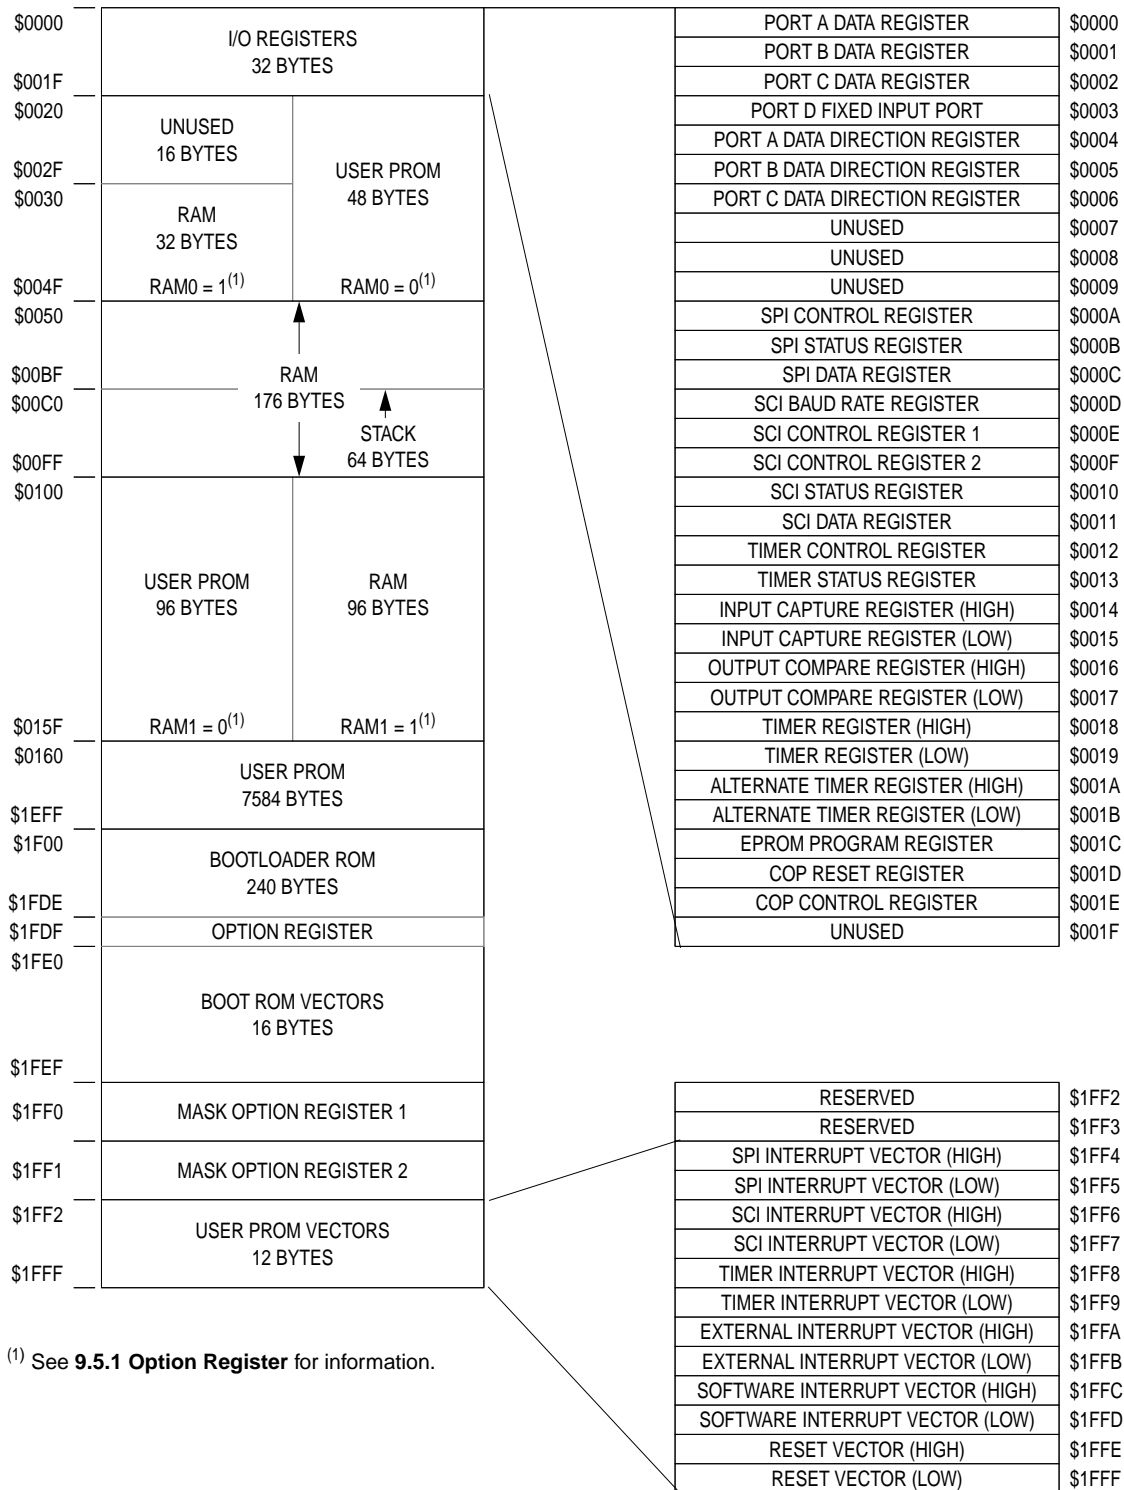 $0000
I/O REGISTERS
32 BYTES
$001F
$0020
UNUSED
16 BYTES
$002F
USER PROM
48 BYTES
$0030
RAM
32 BYTES
$004F
RAM0 = 1(1)
RAM0 = 0(1)
$0050
$00BF
RAM
176 BYTES
$00C0
STACK
64 BYTES
$00FF
$0100
USER PROM
96 BYTES
RAM
96 BYTES
$015F
RAM1 = 0(1)
RAM1 = 1(1)
$0160
USER PROM
7584 BYTES
$1EFF
$1F00
BOOTLOADER ROM
240 BYTES
$1FDE
$1FDF
OPTION REGISTER
$1FE0
BOOT ROM VECTORS
16 BYTES
$1FEF
$1FF0
MASK OPTION REGISTER 1
$1FF1
MASK OPTION REGISTER 2
$1FF2
USER PROM VECTORS
12 BYTES
$1FFF
(1) See 9.5.1 Option Register for information.
PORT A DATA REGISTER $0000
PORT B DATA REGISTER $0001
PORT C DATA REGISTER $0002
PORT D FIXED INPUT PORT $0003
PORT A DATA DIRECTION REGISTER $0004
PORT B DATA DIRECTION REGISTER $0005
PORT C DATA DIRECTION REGISTER $0006
UNUSED $0007
UNUSED $0008
UNUSED $0009
SPI CONTROL REGISTER $000A
SPI STATUS REGISTER $000B
SPI DATA REGISTER $000C
SCI BAUD RATE REGISTER $000D
SCI CONTROL REGISTER 1 $000E
SCI CONTROL REGISTER 2 $000F
SCI STATUS REGISTER $0010
SCI DATA REGISTER $0011
TIMER CONTROL REGISTER $0012
TIMER STATUS REGISTER $0013
INPUT CAPTURE REGISTER (HIGH) $0014
INPUT CAPTURE REGISTER (LOW) $0015
OUTPUT COMPARE REGISTER (HIGH) $0016
OUTPUT COMPARE REGISTER (LOW) $0017
TIMER REGISTER (HIGH) $0018
TIMER REGISTER (LOW) $0019
ALTERNATE TIMER REGISTER (HIGH) $001A
ALTERNATE TIMER REGISTER (LOW) $001B
EPROM PROGRAM REGISTER $001C
COP RESET REGISTER $001D
COP CONTROL REGISTER $001E
UNUSED $001F
RESERVED $1FF2
RESERVED $1FF3
SPI INTERRUPT VECTOR (HIGH) $1FF4
SPI INTERRUPT VECTOR (LOW) $1FF5
SCI INTERRUPT VECTOR (HIGH) $1FF6
SCI INTERRUPT VECTOR (LOW) $1FF7
TIMER INTERRUPT VECTOR (HIGH) $1FF8
TIMER INTERRUPT VECTOR (LOW) $1FF9
EXTERNAL INTERRUPT VECTOR (HIGH) $1FFA
EXTERNAL INTERRUPT VECTOR (LOW) $1FFB
SOFTWARE INTERRUPT VECTOR (HIGH) $1FFC
SOFTWARE INTERRUPT VECTOR (LOW) $1FFD
RESET VECTOR (HIGH) $1FFE
RESET VECTOR (LOW) $1FFF